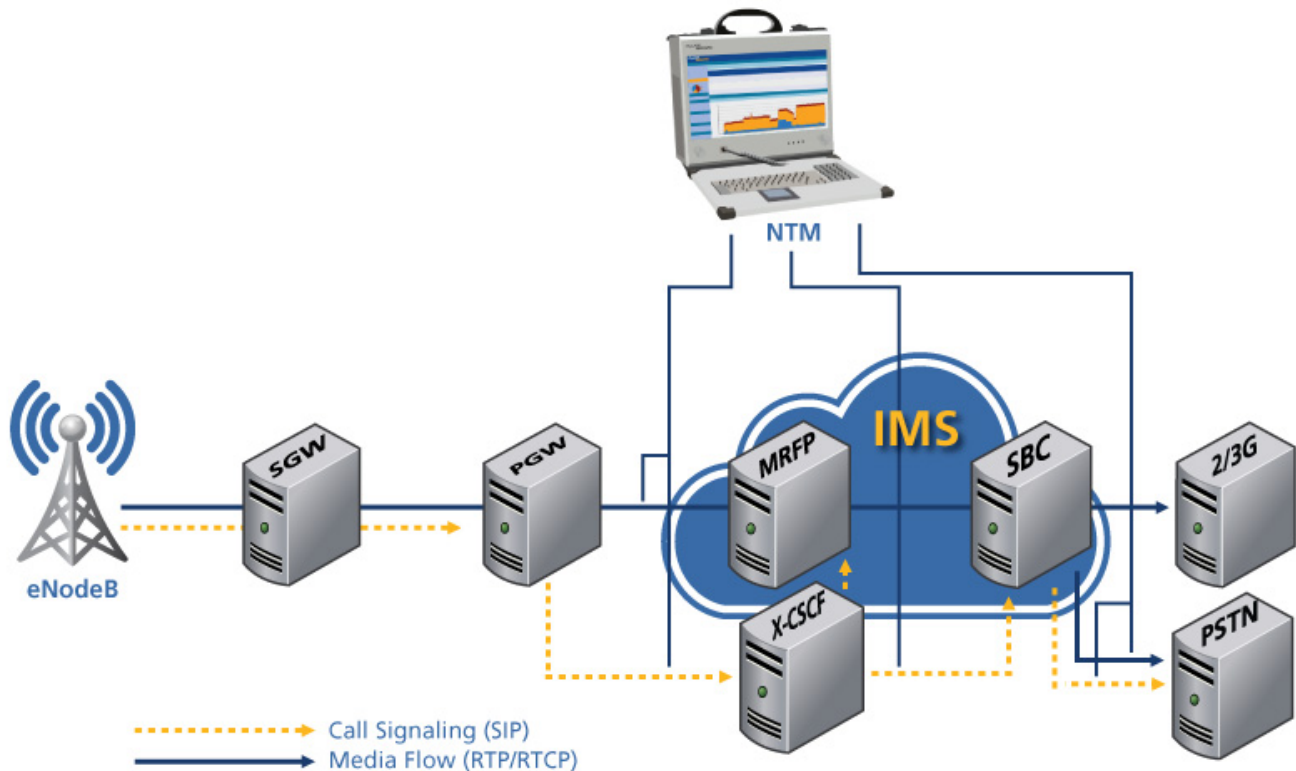 NTM
IMS
SGW
PGW
MRFP
SBC
2/3G
eNodeB
X-CSCF
PSTN
Call Signaling (SIP)
Media Flow (RTP/RTCP)